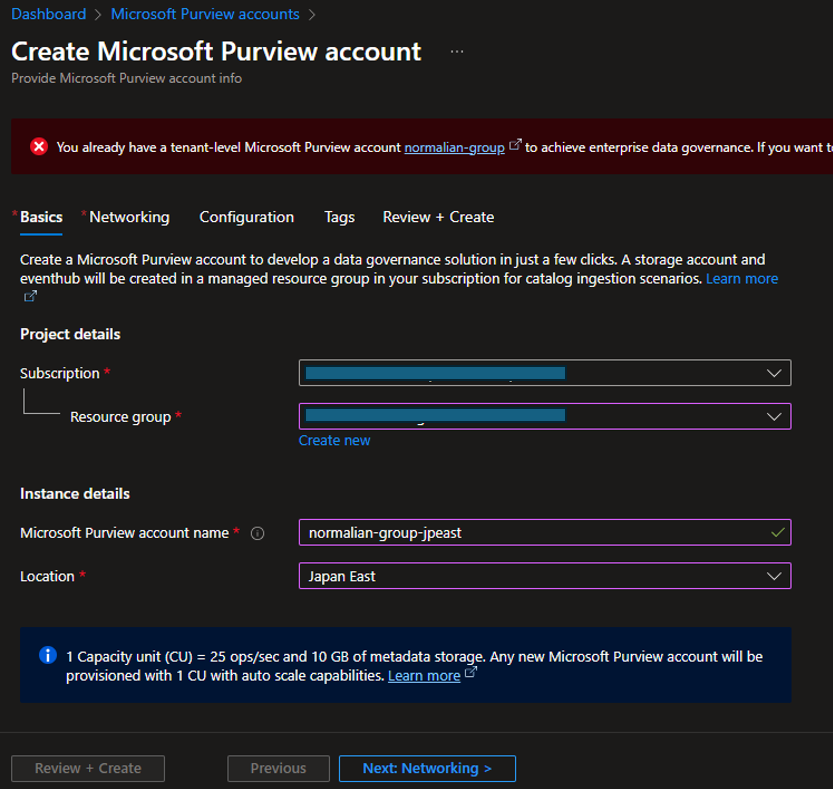 Dashboard > Microsoft Purview accounts >
Create Microsoft Purview account ...
Provide Microsoft Purview account info
You already have a tenant-level Microsoft Purview account normalian-group to achieve enterprise data governance. If you want to
* Basics * Networking Configuration Tags Review + Create
Create a Microsoft Purview account to develop a data governance solution in just a few clicks. A storage account and
eventhub will be created in a managed resource group in your subscription for catalog ingestion scenarios. Learn more
Project details
Subscription *
Resource group *
Create new
Instance details
Microsoft Purview account name * normalian-group-jpeast
Location * Japan East
1 Capacity unit (CU) = 25 ops/sec and 10 GB of metadata storage. Any new Microsoft Purview account will be
provisioned with 1 CU with auto scale capabilities. Learn more
Review + Create Previous Next: Networking >